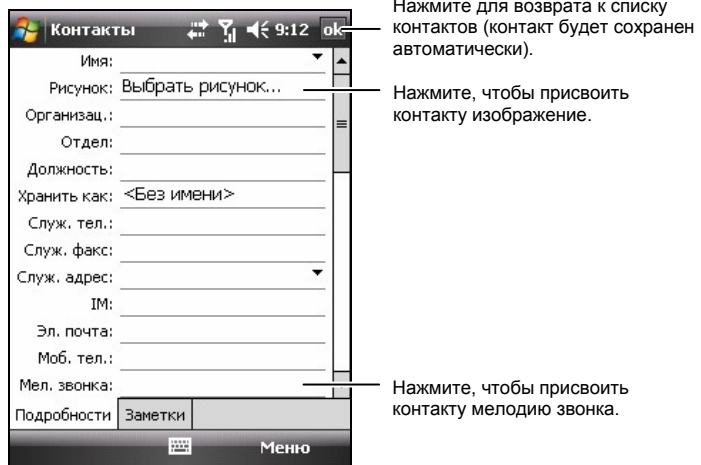 Нажмите для возврата к списку
контактов (контакт будет сохранен
автоматически).
Контакты 9:12 ok
Имя:
Рисунок: Выбрать рисунок...
Нажмите, чтобы присвоить
контакту изображение.
Организац.:
Отдел:
Должность:
Хранить как: <Без имени>
Служ. тел.:
Служ. факс:
Служ. адрес:
IM:
Эл. почта:
Моб. тел.:
Мел. звонка:
Нажмите, чтобы присвоить
контакту мелодию звонка.
Подробности Заметки
Меню